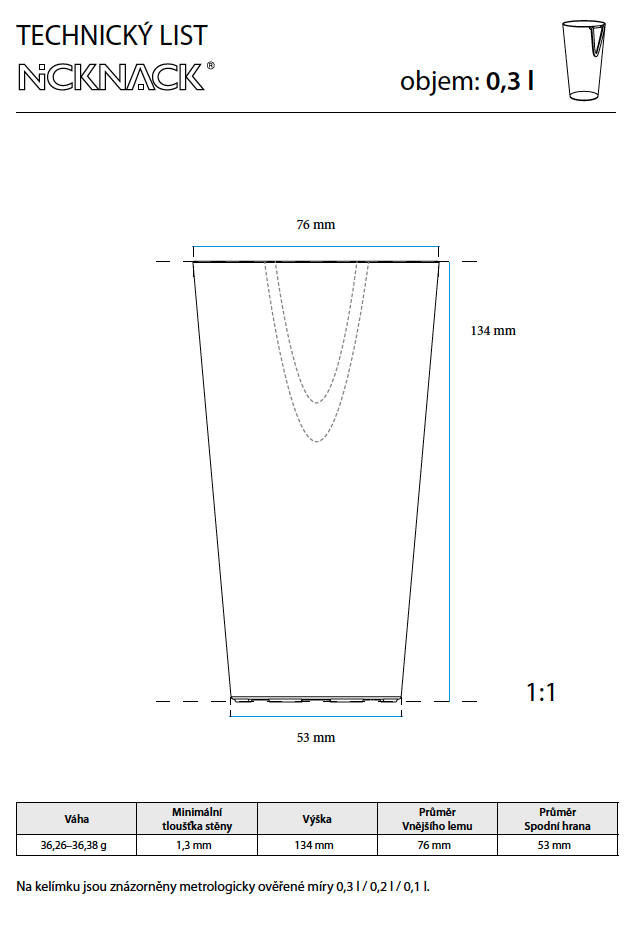 TECHNICKÝ LIST
NiCKNACK®
objem: 0,3 l
76 mm
134 mm
1:1
53 mm
Váha
Minimální
tloušťka stěny
Výška
Průměr
Vnějšího lemu
Průměr
Spodní hrana
36,26–36,38 g
1,3 mm
134 mm
76 mm
53 mm
Na kelímku jsou znázorněny metrologicky ověřené míry 0,3 l / 0,2 l / 0,1 l.